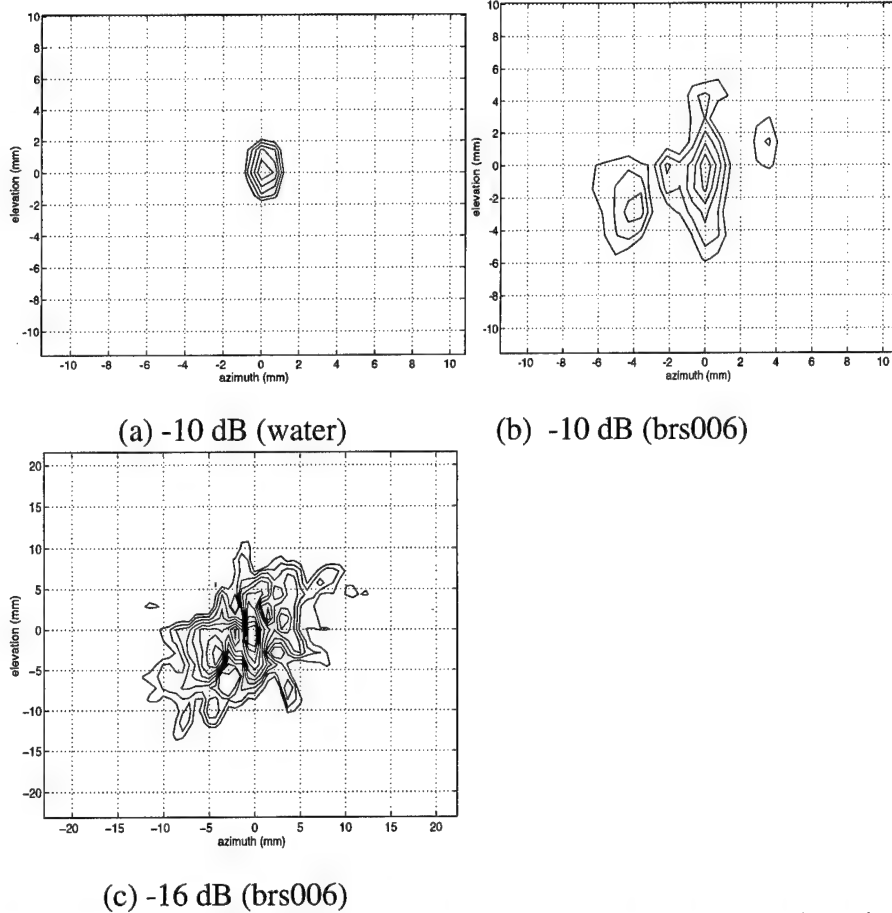 10
8
6
4
2
0
-2
-4
-6
-8
-10
elevation (mm)
-10 -8 -6 -4 -2 0 2 4 6 8 10
azimuth (mm)
(a) -10 dB (water)
10
8
6
4
2
0
-2
-4
-6
-8
-10
elevation (mm)
-10 -8 -6 -4 -2 0 2 4 6 8 10
azimuth (mm)
(b) -10 dB (brs006)
20
15
10
5
0
-5
-10
-15
-20
elevation (mm)
-20 -15 -10 -5 0 5 10 15 20
azimuth (mm)
(c) -16 dB (brs006)